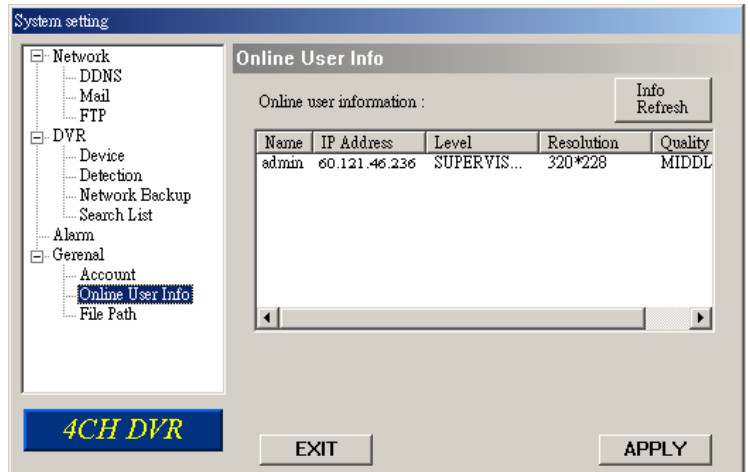 System setting
Network
DDNS
Mail
FTP
DVR
Device
Detection
Network Backup
Search List
Alarm
Gerenal
Account
Online User Info
File Path
4CH DVR
Online User Info
Online user information :
Info
Refresh
Name IP Address Level Resolution Quality
admin 60.121.46.236 SUPERVIS... 320*228 MIDDL
EXIT APPLY